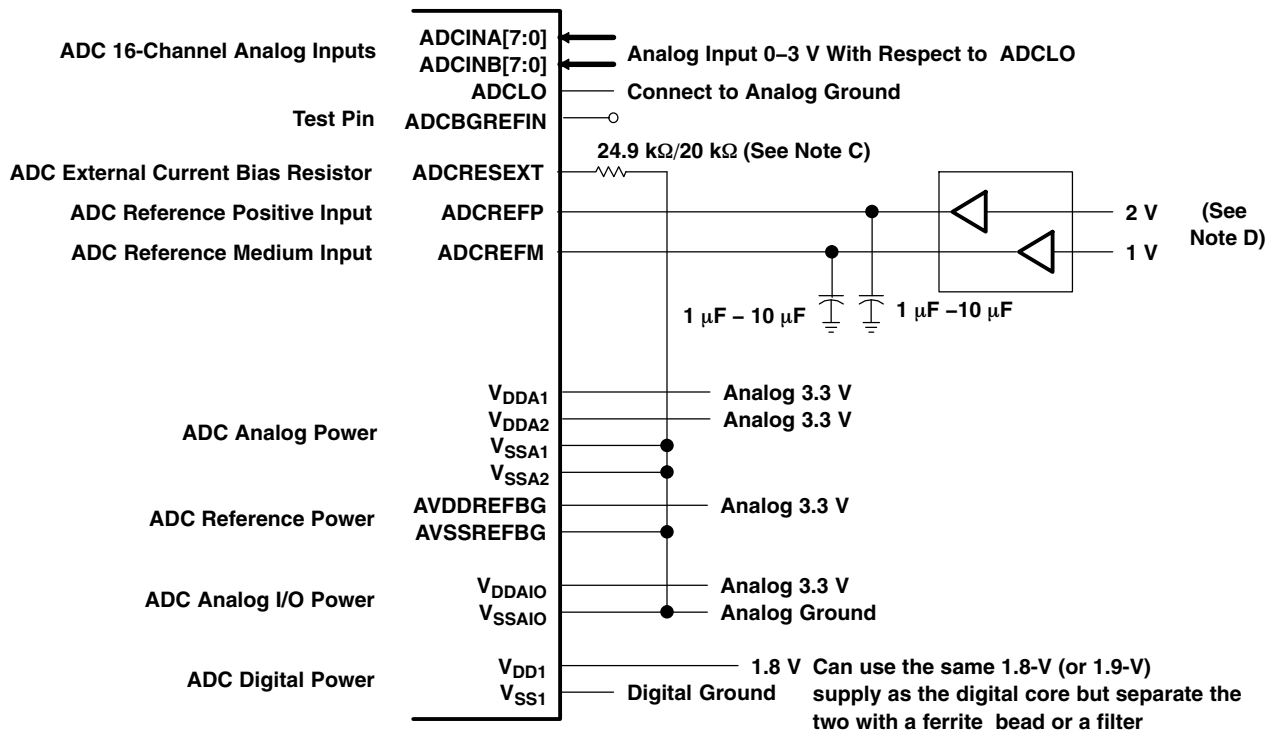 ADC 16-Channel Analog Inputs
ADCINA[7:0]
ADCINB[7:0]
Analog Input 0–3 V With Respect to ADCLO
ADCLO
Connect to Analog Ground
Test Pin
ADCBGREFIN
24.9 kΩ/20 kΩ (See Note C)
ADC External Current Bias Resistor
ADCRESEXT
ADC Reference Positive Input
ADCREFP
2 V
(See
Note D)
ADC Reference Medium Input
ADCREFM
1 V
1 μF – 10 μF
1 μF –10 μF
ADC Analog Power
VDDA1
Analog 3.3 V
VDDA2
Analog 3.3 V
VSSA1
VSSA2
ADC Reference Power
AVDDREFBG
Analog 3.3 V
AVSSREFBG
ADC Analog I/O Power
VDDAIO
Analog 3.3 V
VSSAIO
Analog Ground
ADC Digital Power
VDD1
1.8 V
Can use the same 1.8-V (or 1.9-V)
supply as the digital core but separate the
two with a ferrite bead or a filter
VSS1
Digital Ground